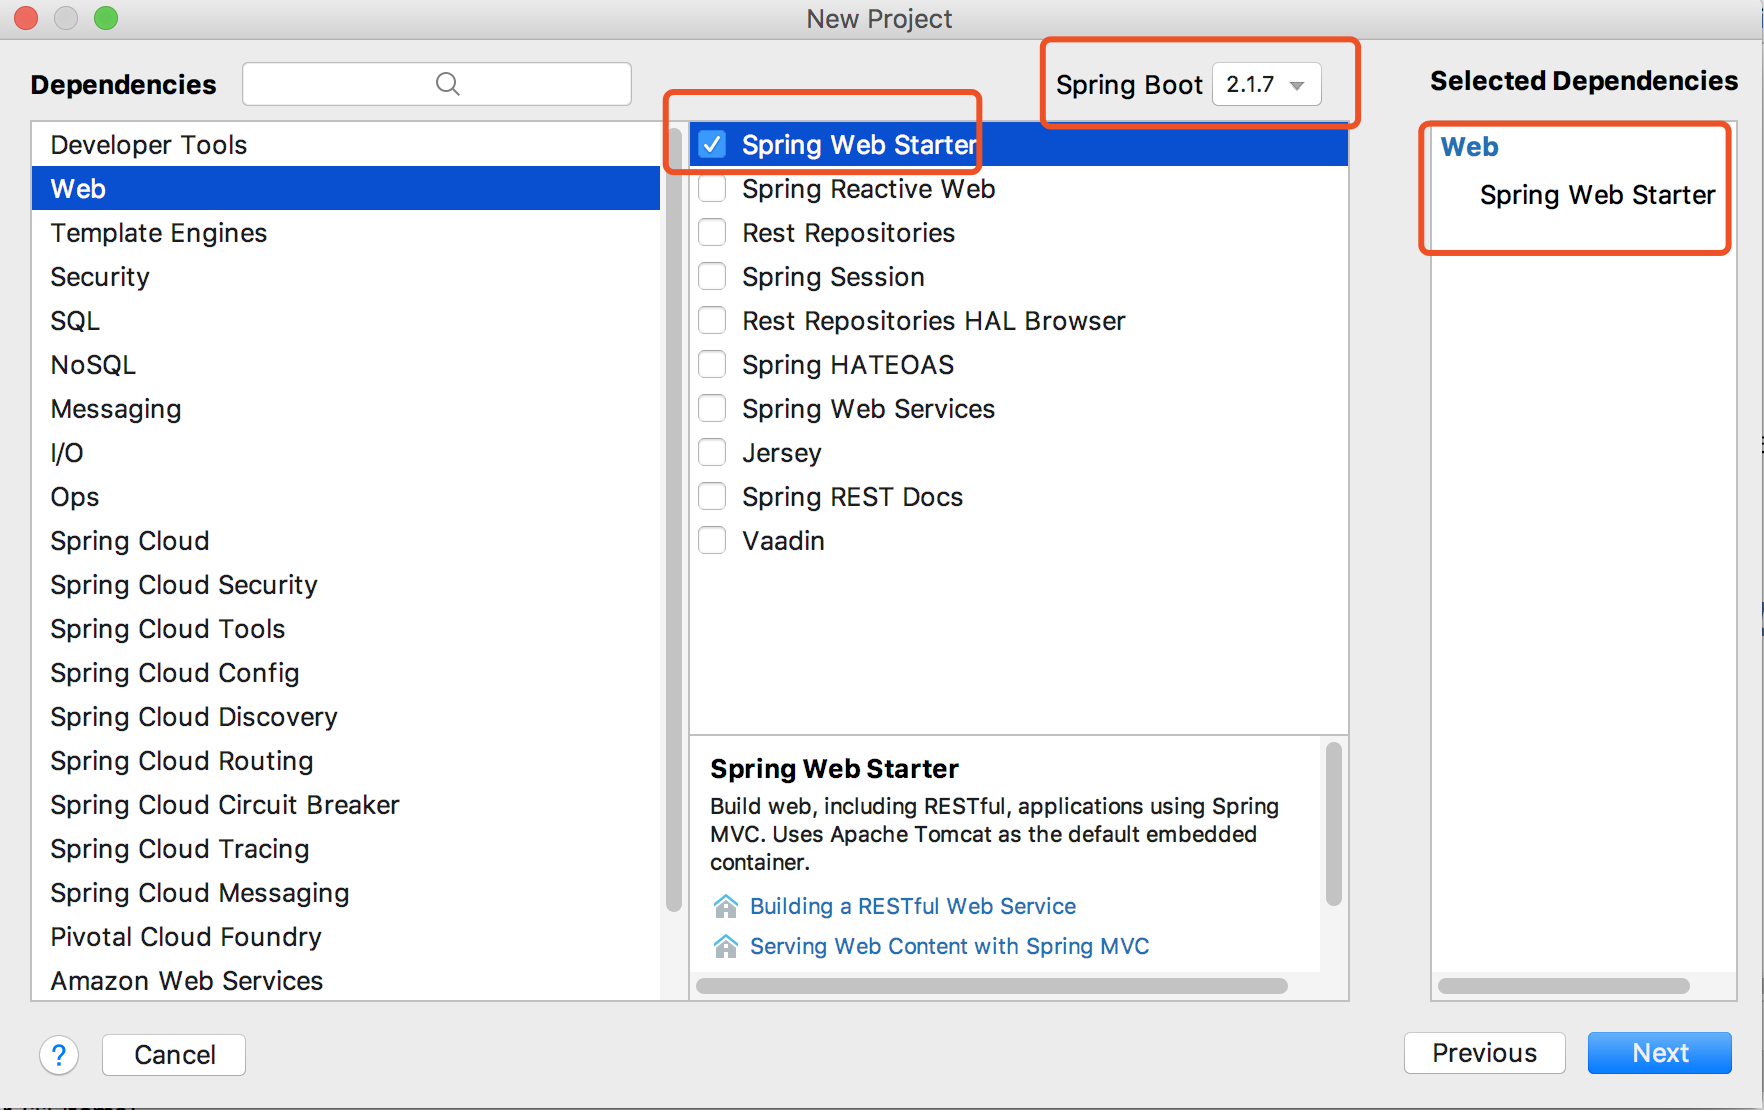 New Project
Dependencies
Spring Boot 2.1.7
Selected Dependencies
Developer Tools
Web
Template Engines
Security
SQL
NoSQL
Messaging
I/O
Ops
Spring Cloud
Spring Cloud Security
Spring Cloud Tools
Spring Cloud Config
Spring Cloud Discovery
Spring Cloud Routing
Spring Cloud Circuit Breaker
Spring Cloud Tracing
Spring Cloud Messaging
Pivotal Cloud Foundry
Amazon Web Services
Spring Web Starter
Spring Reactive Web
Rest Repositories
Spring Session
Rest Repositories HAL Browser
Spring HATEOAS
Spring Web Services
Jersey
Spring REST Docs
Vaadin
Spring Web Starter
Build web, including RESTful, applications using Spring
MVC. Uses Apache Tomcat as the default embedded
container.
Building a RESTful Web Service
Serving Web Content with Spring MVC
Web
Spring Web Starter
?
Cancel
Previous
Next